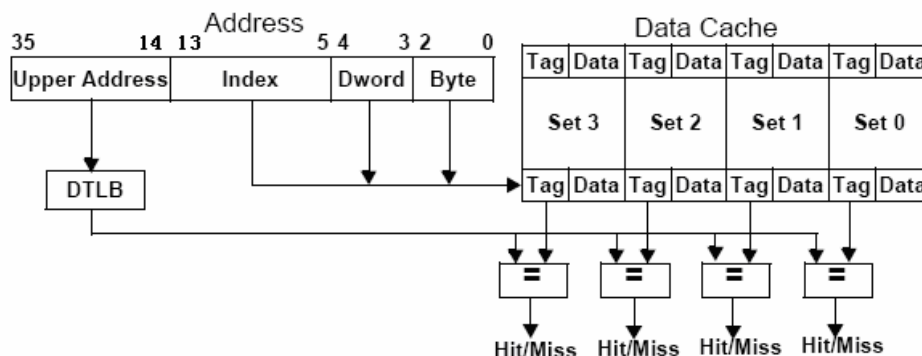 Address
Data Cache
35 14 13 5 4 3 2 0
Upper Address Index Dword Byte
Tag Data Tag Data Tag Data Tag Data
Set 3 Set 2 Set 1 Set 0
Tag Data Tag Data Tag Data Tag Data
DTLB
= = = =
Hit/Miss Hit/Miss Hit/Miss Hit/Miss